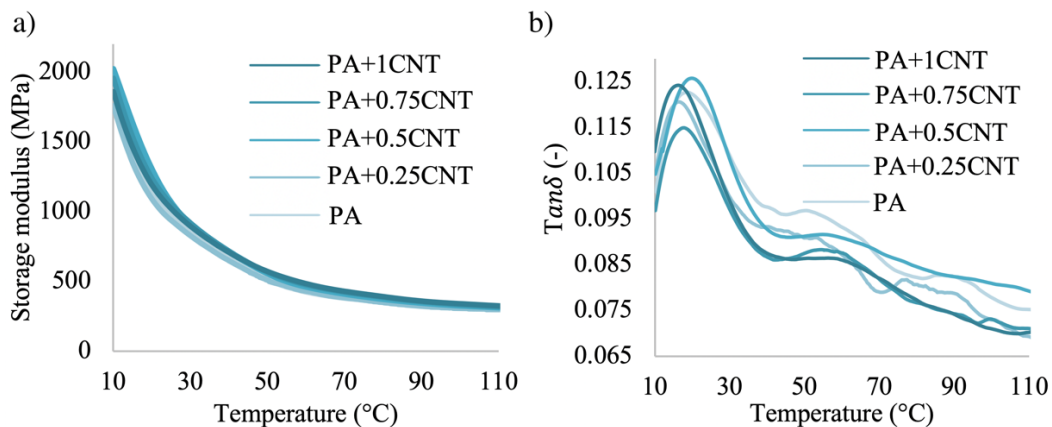 a)
Storage modulus (MPa)
2000
1500
1000
500
0
10 30 50 70 90 110
Temperature (°C)
PA+1CNT
PA+0.75CNT
PA+0.5CNT
PA+0.25CNT
PA
b)
Tanδ (-)
0.125
0.115
0.105
0.095
0.085
0.075
0.065
10 30 50 70 90 110
Temperature (°C)
PA+1CNT
PA+0.75CNT
PA+0.5CNT
PA+0.25CNT
PA